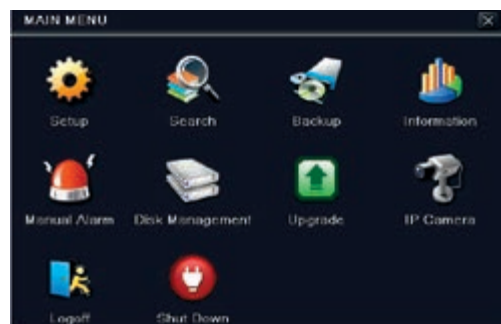 MAIN MENU
Setup Search Backup Information
Manual Alarm Disk Management Upgrade IP Camera
Logoff Shut Down